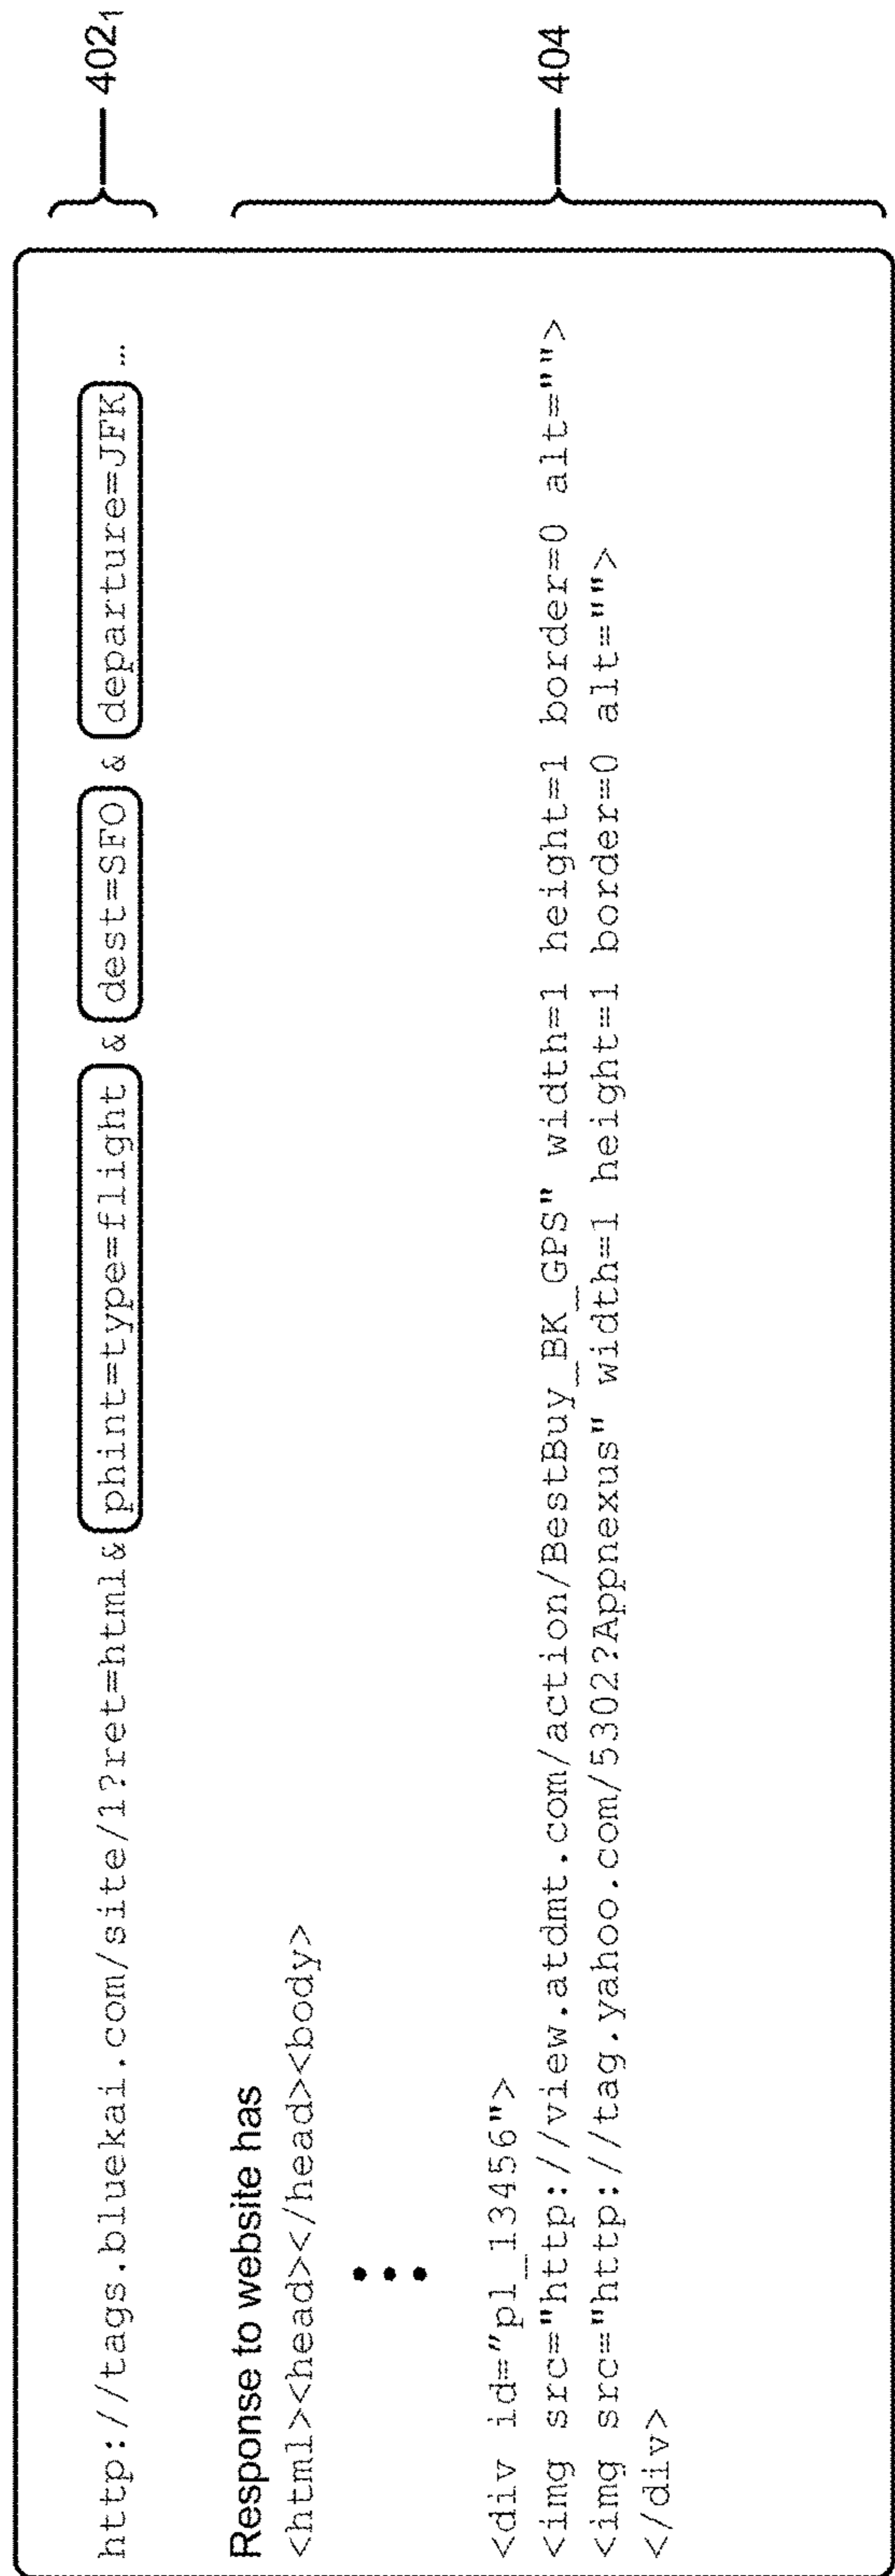 http://tags.bluekai.com/site/1?ret=html& phint=type=flight & dest=SFO & departure=JFK ...
402₁
Response to website has
<html><head></head><body>
<div id="pl_13456">
<img src="http://view.atdmt.com/action/BestBuy_BK_GPS" width=1 height=1 border=0 alt="">
<img src="http://tag.yahoo.com/5302?Appnexus" width=1 height=1 border=0 alt="">
</div>
404